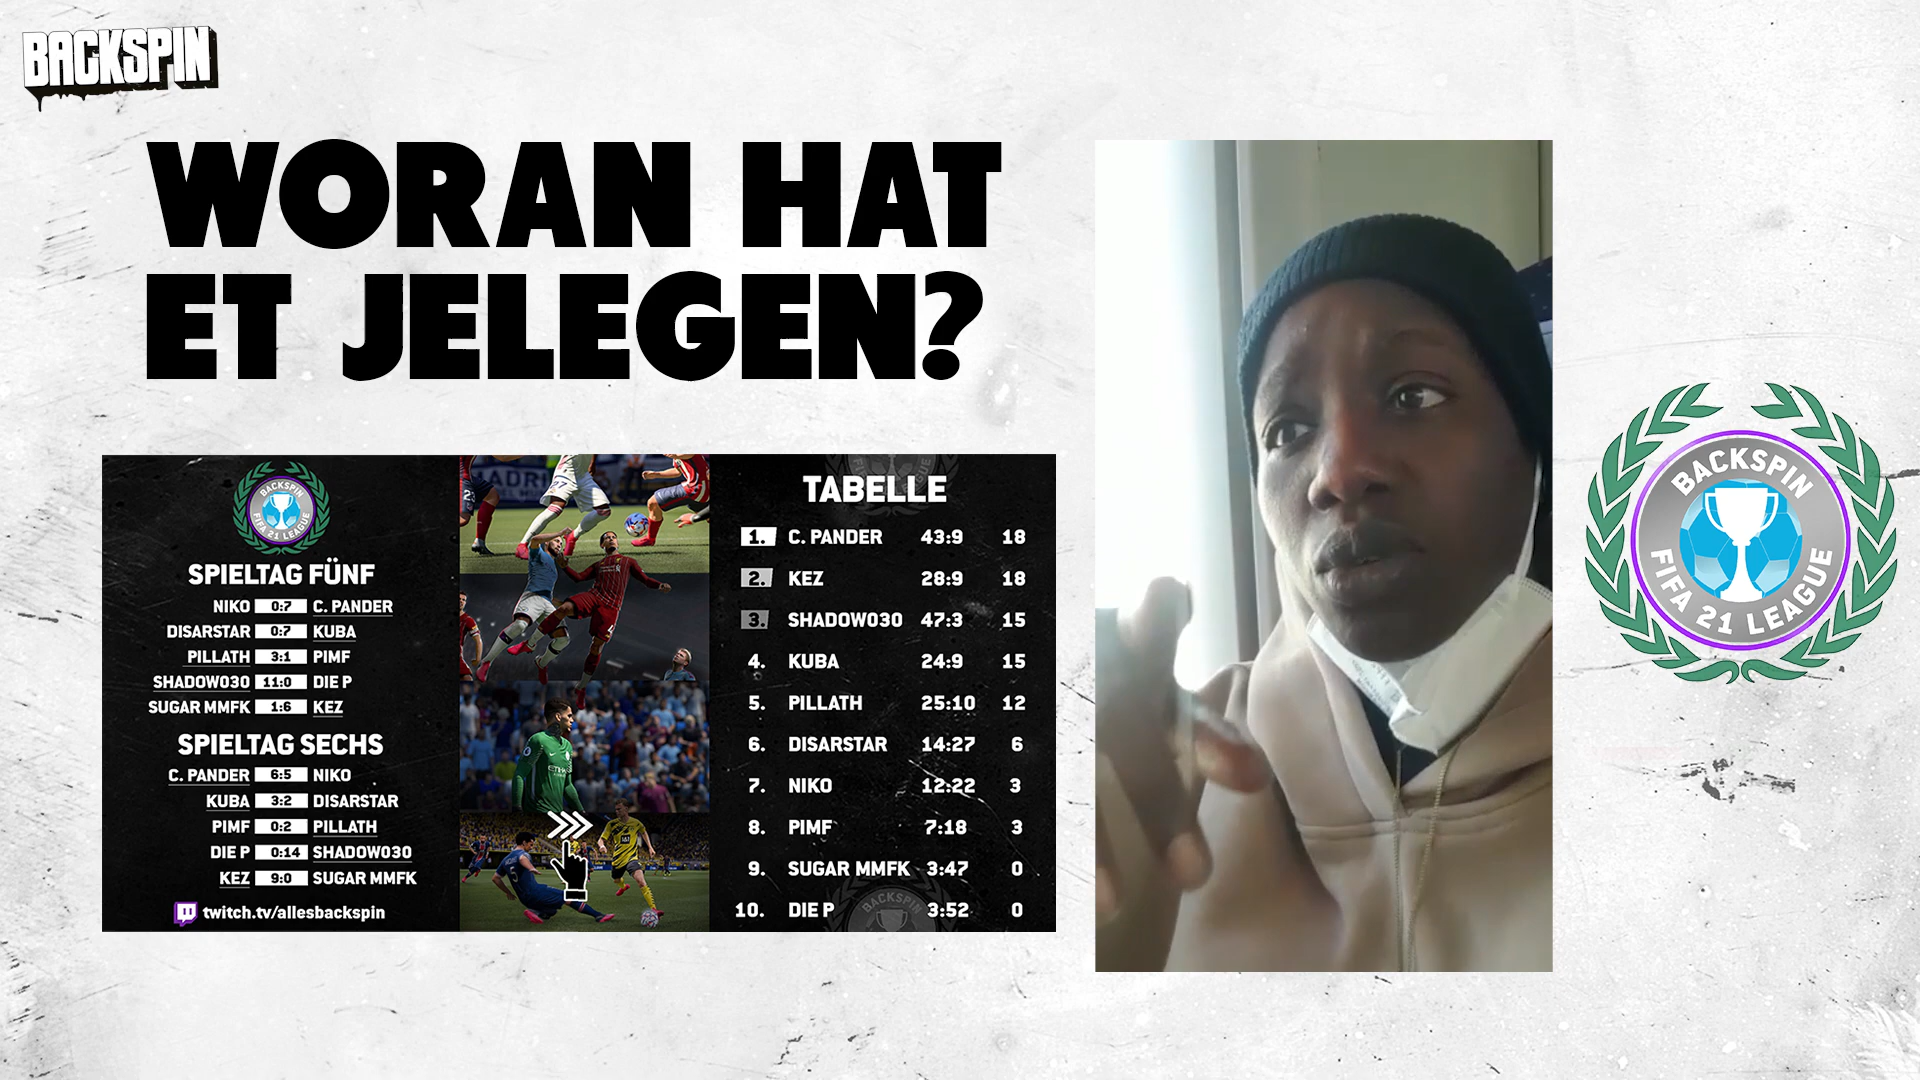 BACKSPIN
WORAN HAT
ET JELEGEN?
BACKSPIN
FIFA 21 LEAGUE
SPIELTAG FÜNF
NIKO 0:7 C. PANDER
DISARSTAR 0:7 KUBA
PILLATH 3:1 PIMF
SHADOW030 11:0 DIE P
SUGAR MMFK 1:6 KEZ
SPIELTAG SECHS
C. PANDER 6:5 NIKO
KUBA 3:2 DISARSTAR
PIMF 0:2 PILLATH
DIE P 0:14 SHADOW030
KEZ 9:0 SUGAR MMFK
twitch.tv/allesbackspin
TABELLE
1. C. PANDER 43:9 18
2. KEZ 28:9 18
3. SHADOW030 47:3 15
4. KUBA 24:9 15
5. PILLATH 25:10 12
6. DISARSTAR 14:27 6
7. NIKO 12:22 3
8. PIMF 7:18 3
9. SUGAR MMFK 3:47 0
10. DIE P 3:52 0
BACKSPIN
BACKSPIN
FIFA 21 LEAGUE